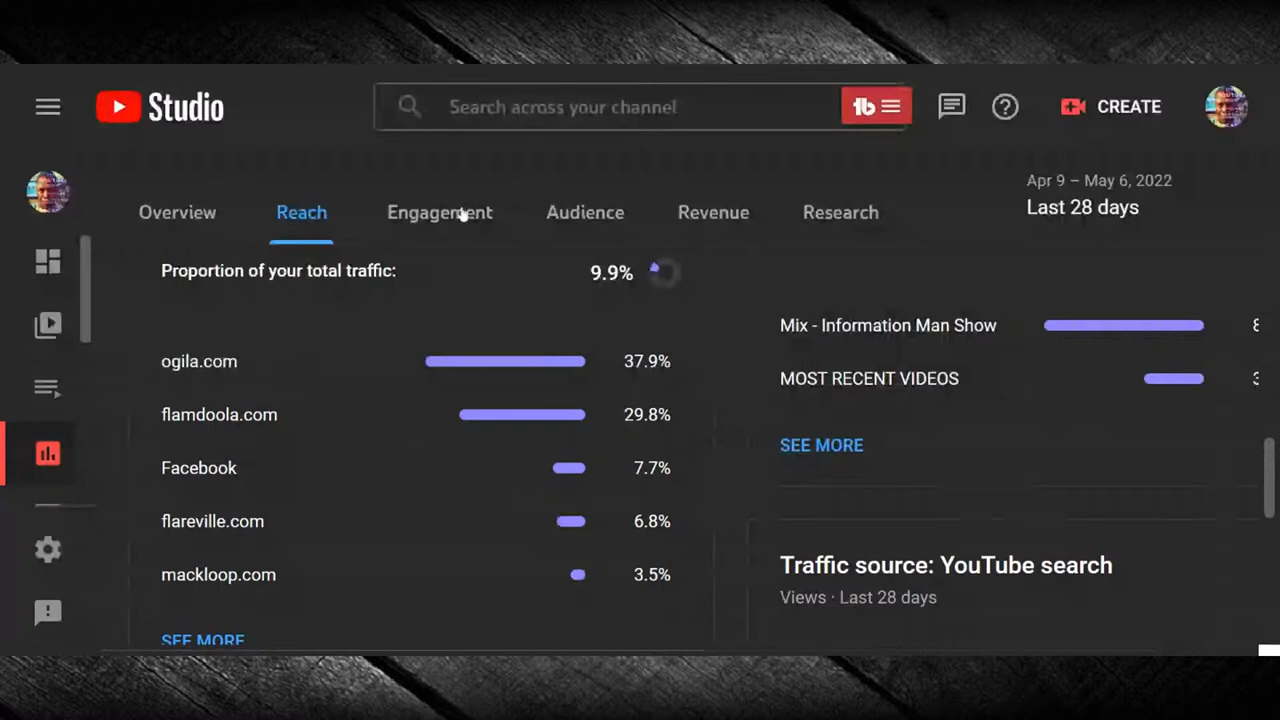 Studio
Search across your channel
CREATE
Apr 9 – May 6, 2022
Last 28 days
Overview
Reach
Engagement
Audience
Revenue
Research
Proportion of your total traffic:
9.9%
ogila.com 37.9%
flamdoola.com 29.8%
Facebook 7.7%
flareville.com 6.8%
mackloop.com 3.5%
SEE MORE
Mix - Information Man Show 8
MOST RECENT VIDEOS
SEE MORE
Traffic source: YouTube search
Views · Last 28 days